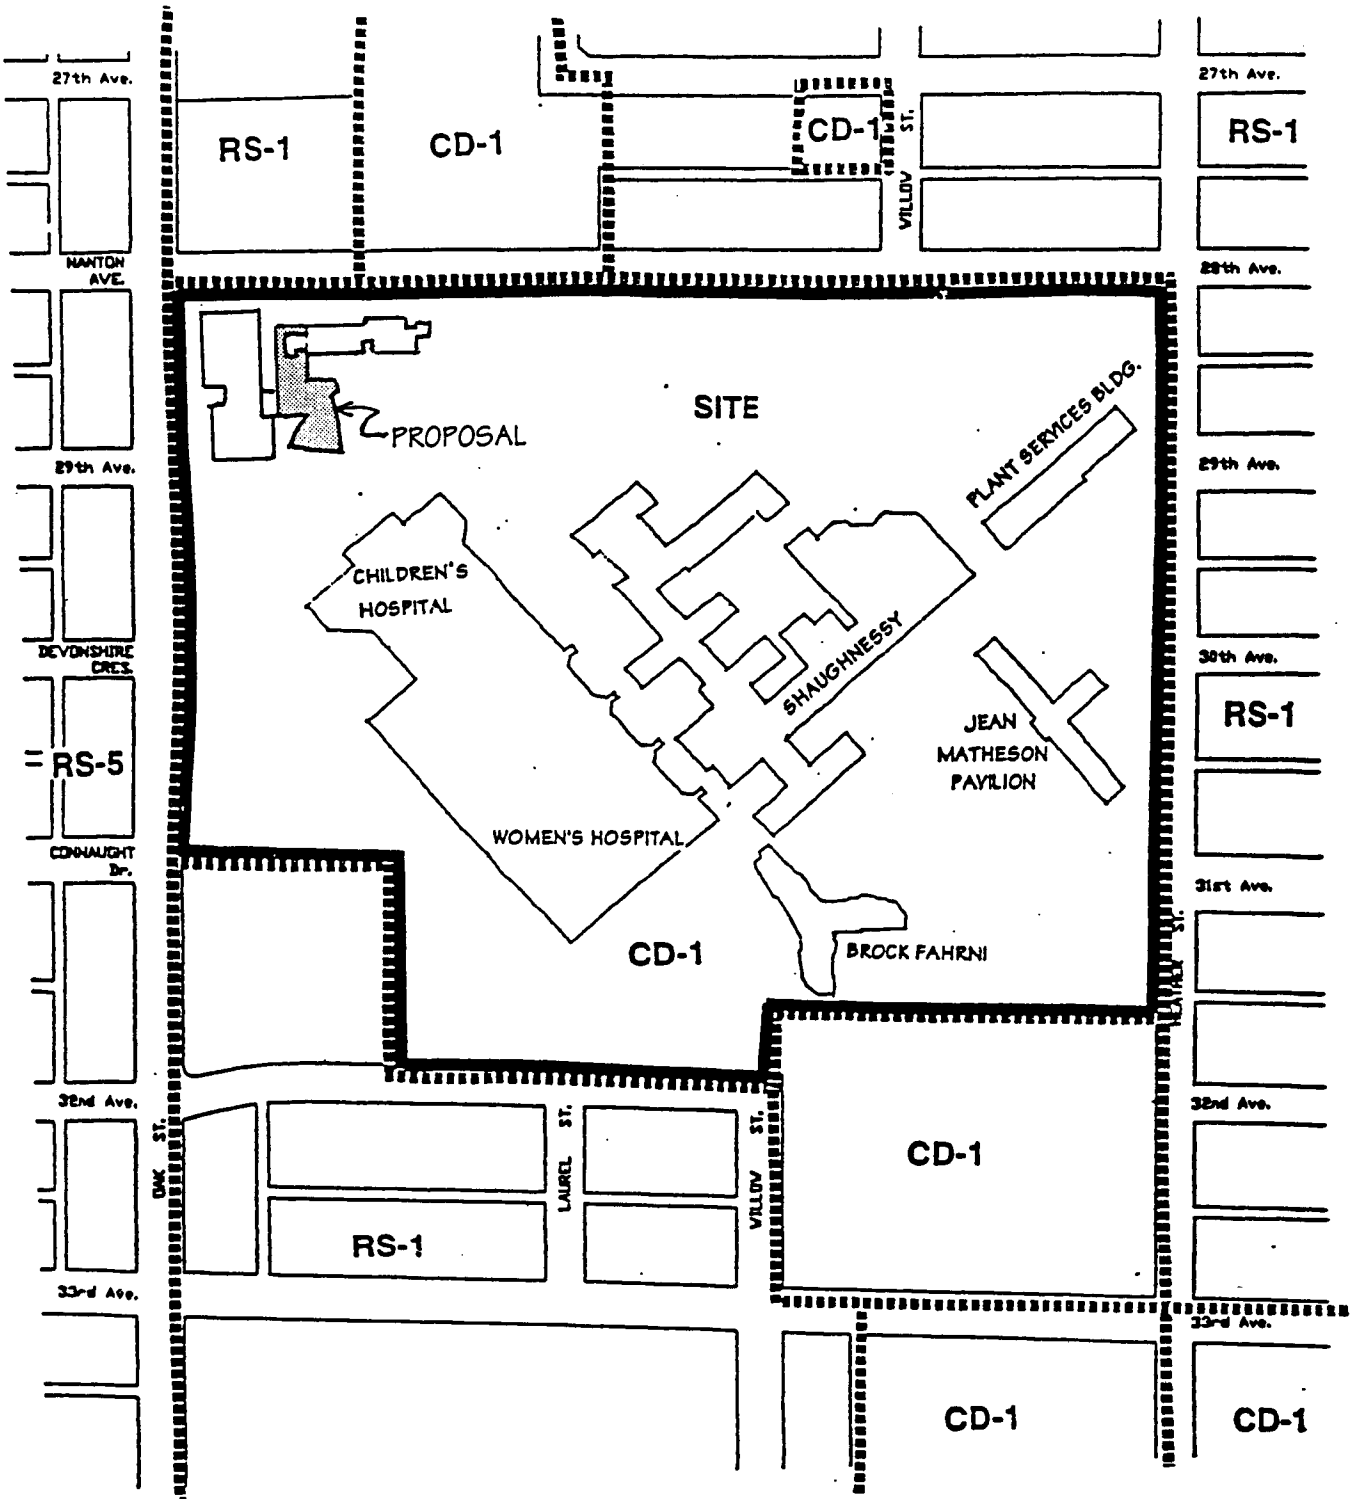 27th Ave.
27th Ave.
RS-1
CD-1
CD-1
RS-1
WILLOW ST.
NANTON
AVE.
28th Ave.
SITE
PROPOSAL
PLANT SERVICES BLDG.
29th Ave.
29th Ave.
CHILDREN'S
HOSPITAL
SHAUGHNESSY
DEVONSHIRE
CRES.
30th Ave.
RS-5
JEAN
MATHESON
PAVILION
RS-1
WOMEN'S HOSPITAL
CONNAUGHT
Dr.
31st Ave.
CD-1
BROCK FAHRNI
HEATHER ST.
32nd Ave.
32nd Ave.
OAK ST.
LAUREL ST.
WILLOW ST.
CD-1
RS-1
33rd Ave.
33rd Ave.
CD-1
CD-1